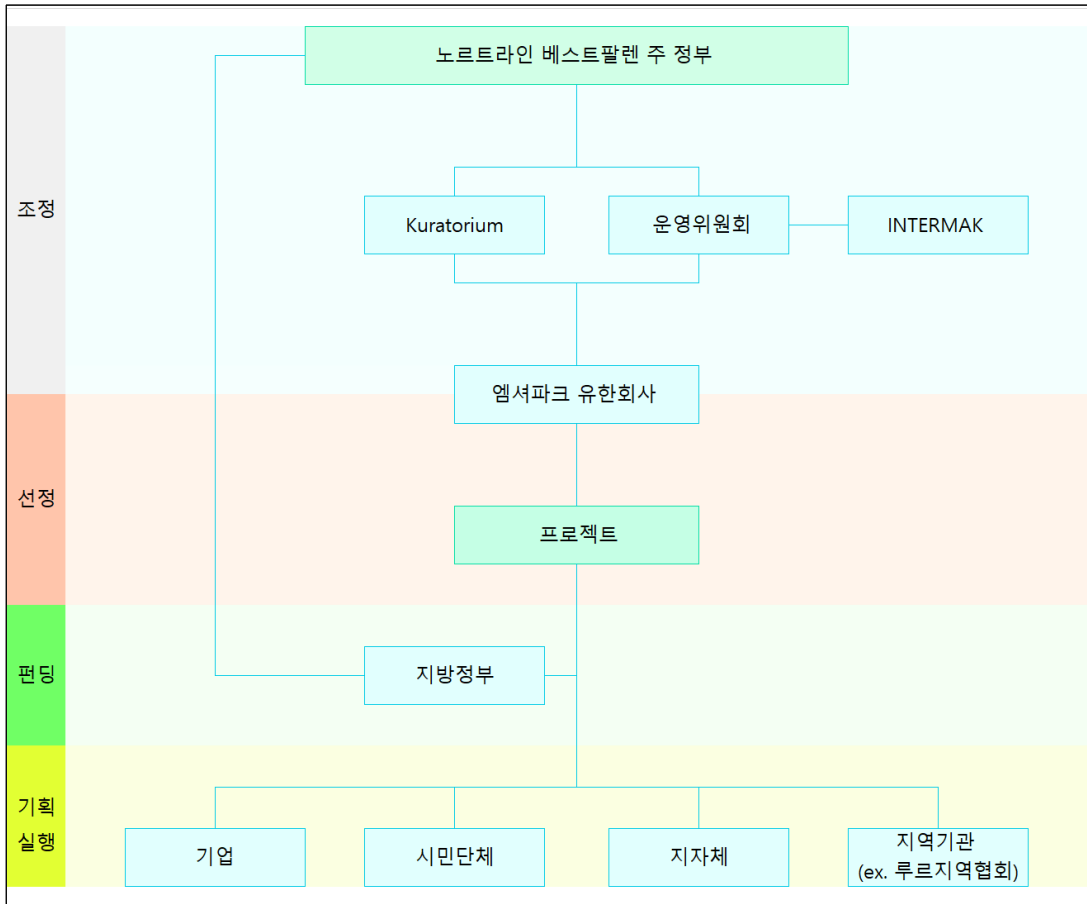 노르트라인 베스트팔렌 주 정부
조정
Kuratorium
운영위원회
INTERMAK
엠셔파크 유한회사
선정
프로젝트
펀딩
지방정부
기획
실행
기업
시민단체
지자체
지역기관
(ex. 루르지역협회)